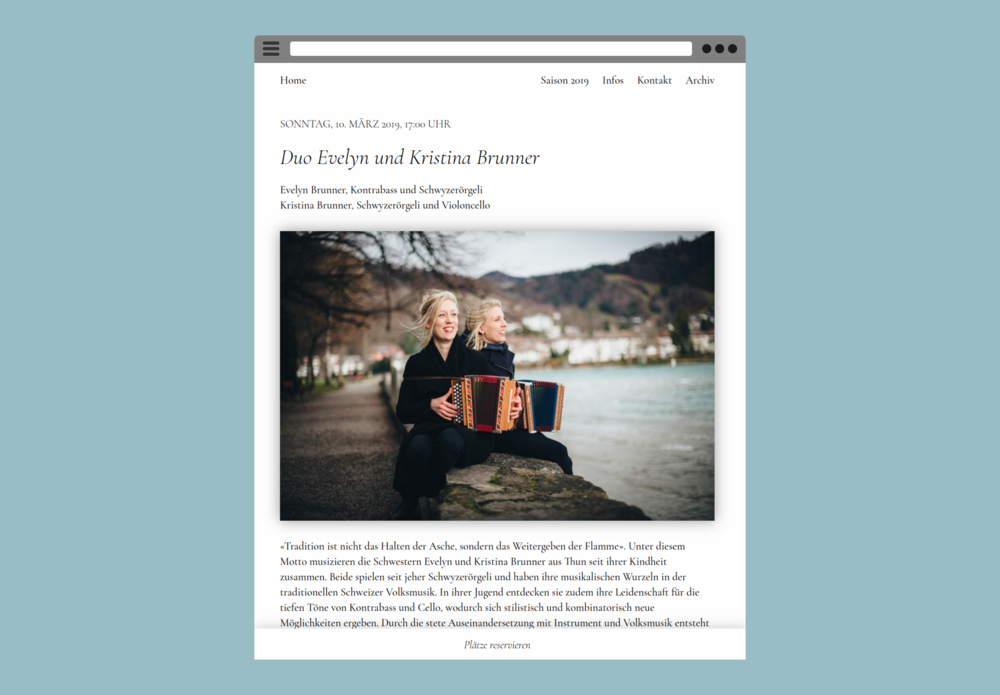 Home
Saison 2019 Infos Kontakt Archiv
SONNTAG, 10. MÄRZ 2019, 17:00 UHR
Duo Evelyn und Kristina Brunner
Evelyn Brunner, Kontrabass und Schwyzerörgeli
Kristina Brunner, Schwyzerörgeli und Violoncello
«Tradition ist nicht das Halten der Asche, sondern das Weitergeben der Flamme». Unter diesem
Motto musizieren die Schwestern Evelyn und Kristina Brunner aus Thun seit ihrer Kindheit
zusammen. Beide spielen seit jeher Schwyzerörgeli und haben ihre musikalischen Wurzeln in der
traditionellen Schweizer Volksmusik. In ihrer Jugend entdecken sie zudem ihre Leidenschaft für die
tiefen Töne von Kontrabass und Cello, wodurch sich stilistisch und kombinatorisch neue
Möglichkeiten ergeben. Durch die stete Auseinandersetzung mit Instrument und Volksmusik entsteht
Plätze reservieren